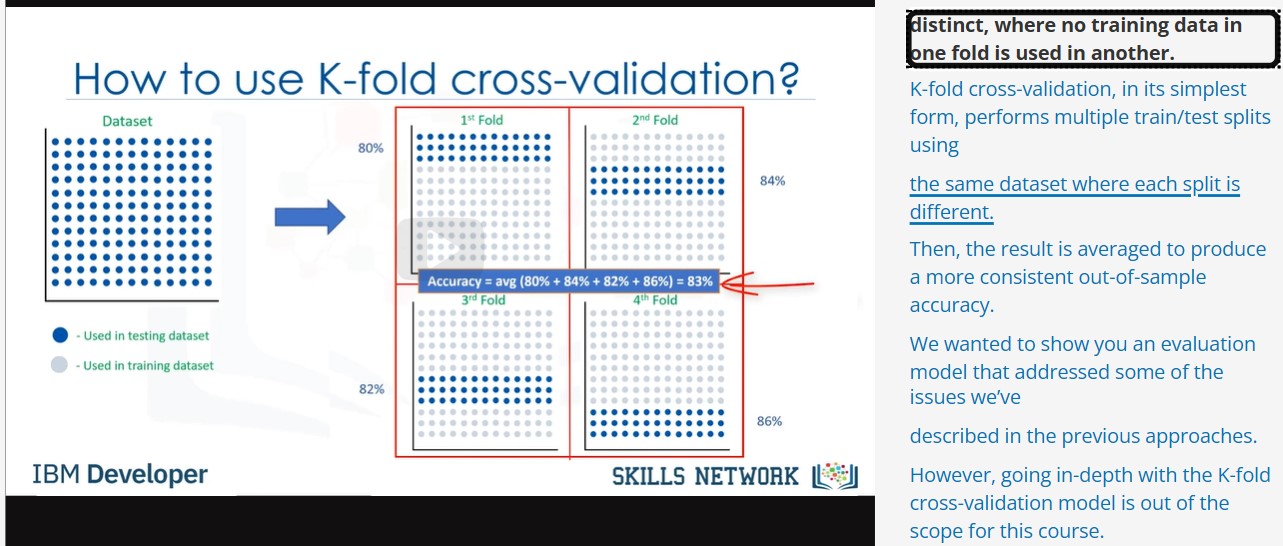 How to use K-fold cross-validation?
Dataset
- Used in testing dataset
- Used in training dataset
1st Fold
80%
2nd Fold
84%
Accuracy = avg (80% + 84% + 82% + 86%) = 83%
3rd Fold
82%
4th Fold
86%
IBM Developer
SKILLS NETWORK
distinct, where no training data in
one fold is used in another.
K-fold cross-validation, in its simplest
form, performs multiple train/test splits
using
the same dataset where each split is
different.
Then, the result is averaged to produce
a more consistent out-of-sample
accuracy.
We wanted to show you an evaluation
model that addressed some of the
issues we’ve
described in the previous approaches.
However, going in-depth with the K-fold
cross-validation model is out of the
scope for this course.